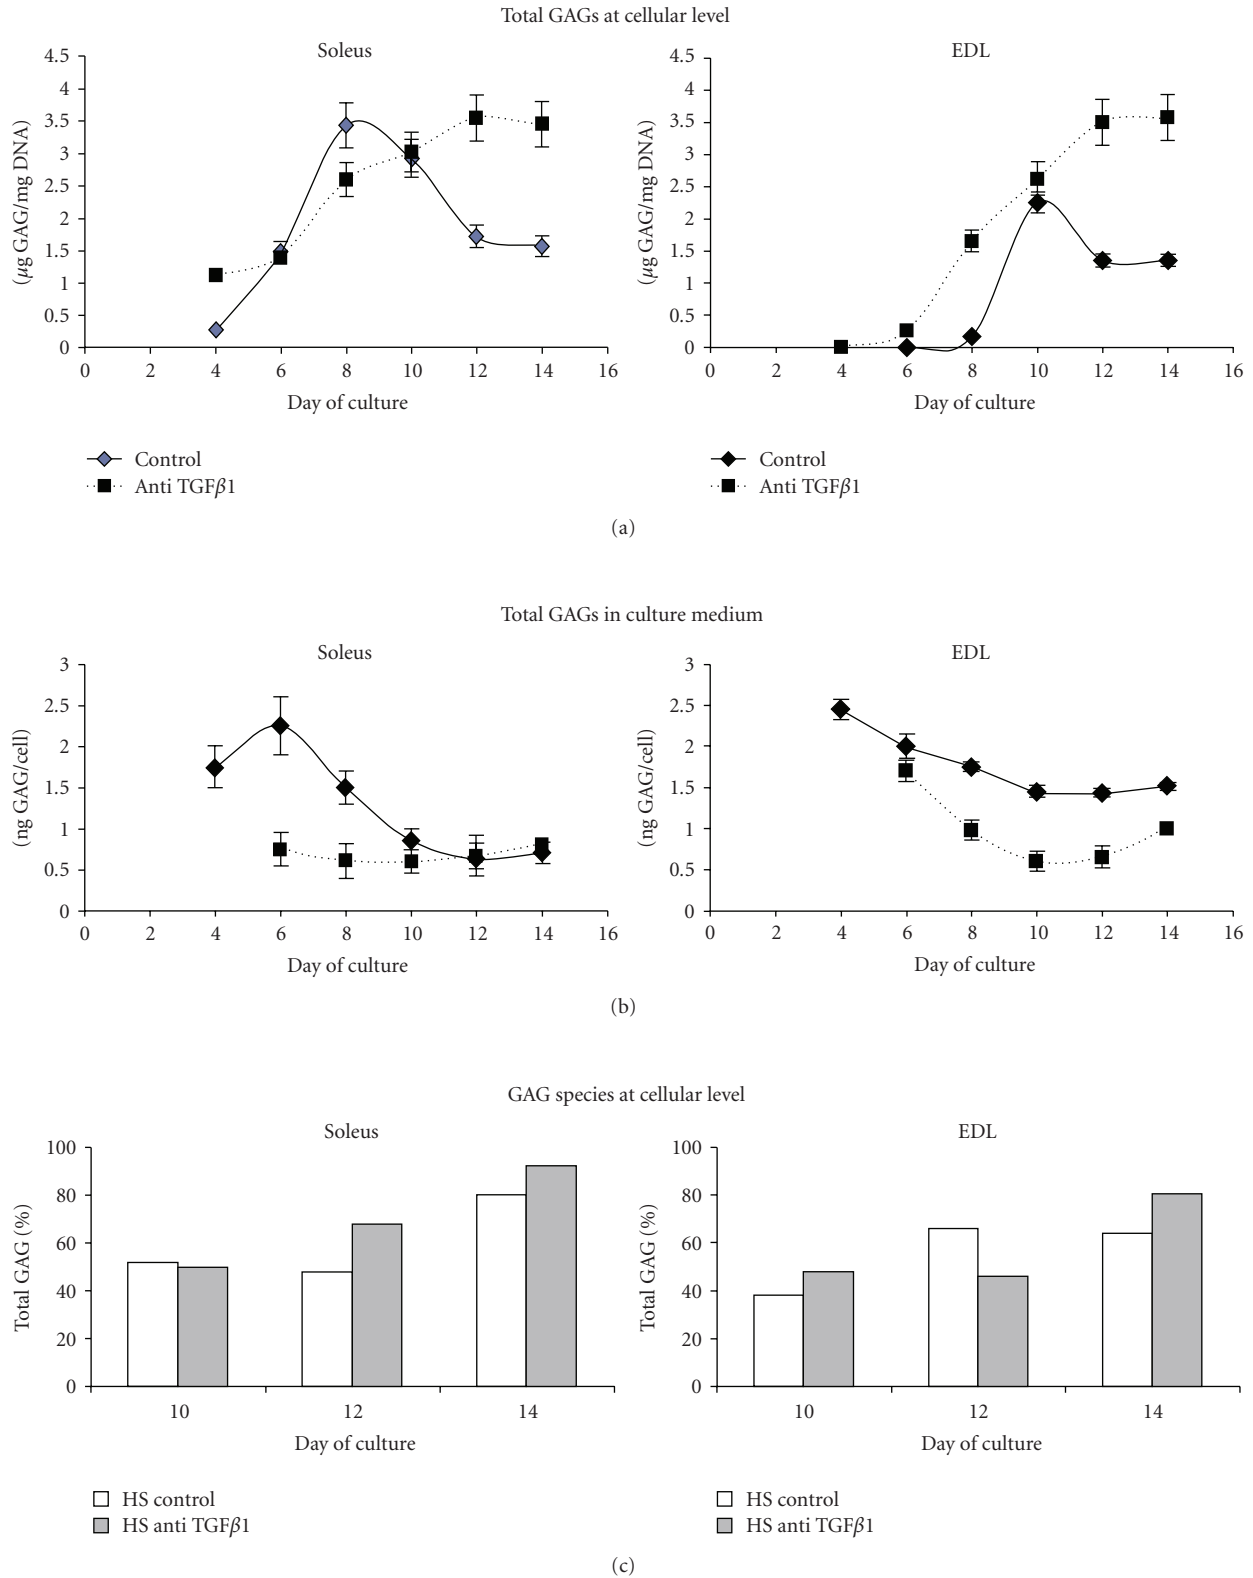 Total GAGs at cellular level
Soleus
4.5
4
3.5
3
2.5
2
1.5
1
0.5
0
(μg GAG/mg DNA)
0 2 4 6 8 10 12 14 16
Day of culture
Control
Anti TGFβ1
EDL
4.5
4
3.5
3
2.5
2
1.5
1
0.5
0
(μg GAG/mg DNA)
0 2 4 6 8 10 12 14 16
Day of culture
Control
Anti TGFβ1
(a)
Total GAGs in culture medium
Soleus
3
2.5
2
1.5
1
0.5
0
(ng GAG/cell)
0 2 4 6 8 10 12 14 16
Day of culture
EDL
3
2.5
2
1.5
1
0.5
0
(ng GAG/cell)
0 2 4 6 8 10 12 14 16
Day of culture
(b)
GAG species at cellular level
Soleus
100
80
60
40
20
0
Total GAG (%)
10 12 14
Day of culture
HS control
HS anti TGFβ1
EDL
100
80
60
40
20
0
Total GAG (%)
10 12 14
Day of culture
HS control
HS anti TGFβ1
(c)